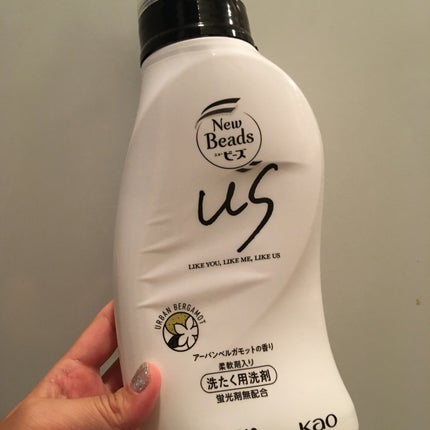 New
Beads
ニュービーズ
us
LIKE YOU, LIKE ME, LIKE US
URBAN BERGAMOT
アーバンベルガモットの香り
柔軟剤入り
洗たく用洗剤
蛍光剤無配合
kao